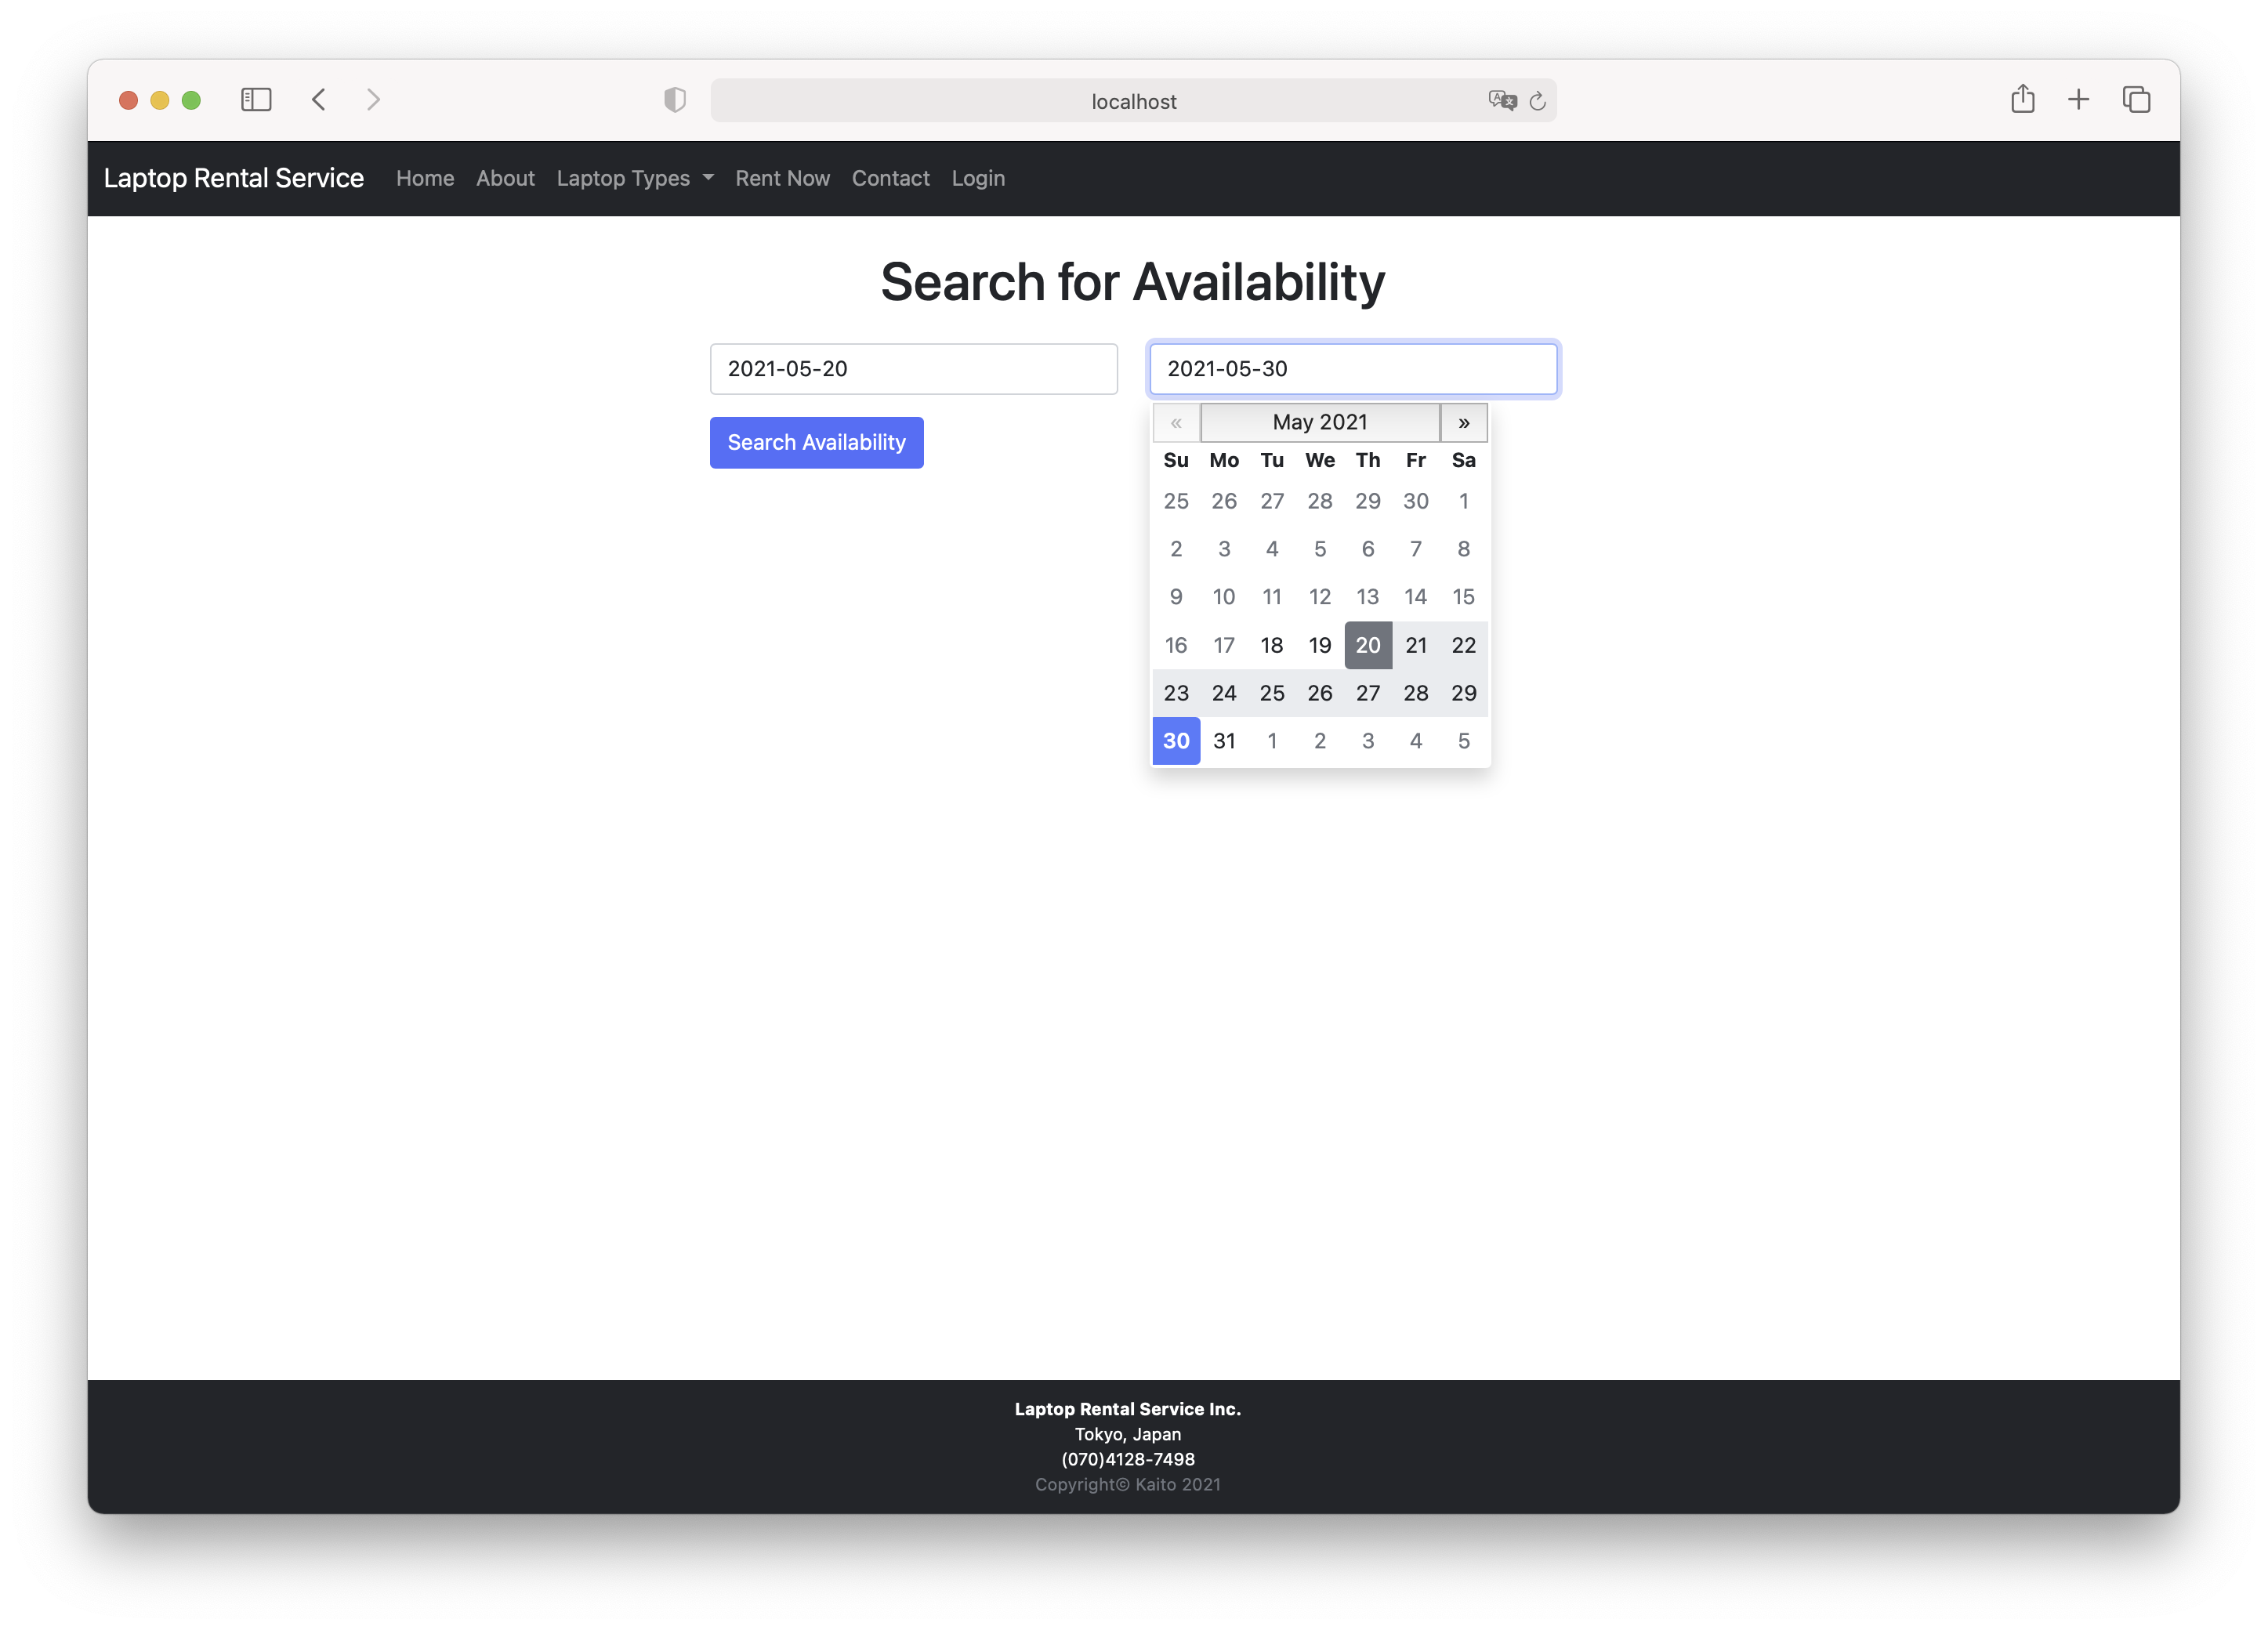 localhost
Laptop Rental Service Home About Laptop Types Rent Now Contact Login
Search for Availability
2021-05-20 2021-05-30
Search Availability
« May 2021 »
Su Mo Tu We Th Fr Sa
25 26 27 28 29 30 1
2 3 4 5 6 7 8
9 10 11 12 13 14 15
16 17 18 19 20 21 22
23 24 25 26 27 28 29
30 31 1 2 3 4 5
Laptop Rental Service Inc.
Tokyo, Japan
(070)4128-7498
Copyright© Kaito 2021